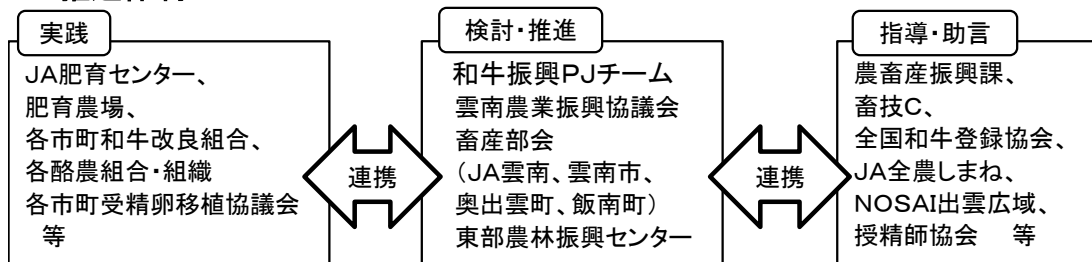 実践
JA肥育センター、
肥育農場、
各市町和牛改良組合、
各酪農組合・組織
各市町受精卵移植協議会
等
連携
検討・推進
和牛振興PJチーム
雲南農業振興協議会
畜産部会
(JA雲南、雲南市、
奥出雲町、飯南町)
東部農林振興センター
連携
指導・助言
農畜産振興課、
畜技C、
全国和牛登録協会、
JA全農しまね、
NOSAI出雲広域、
授精師協会　等